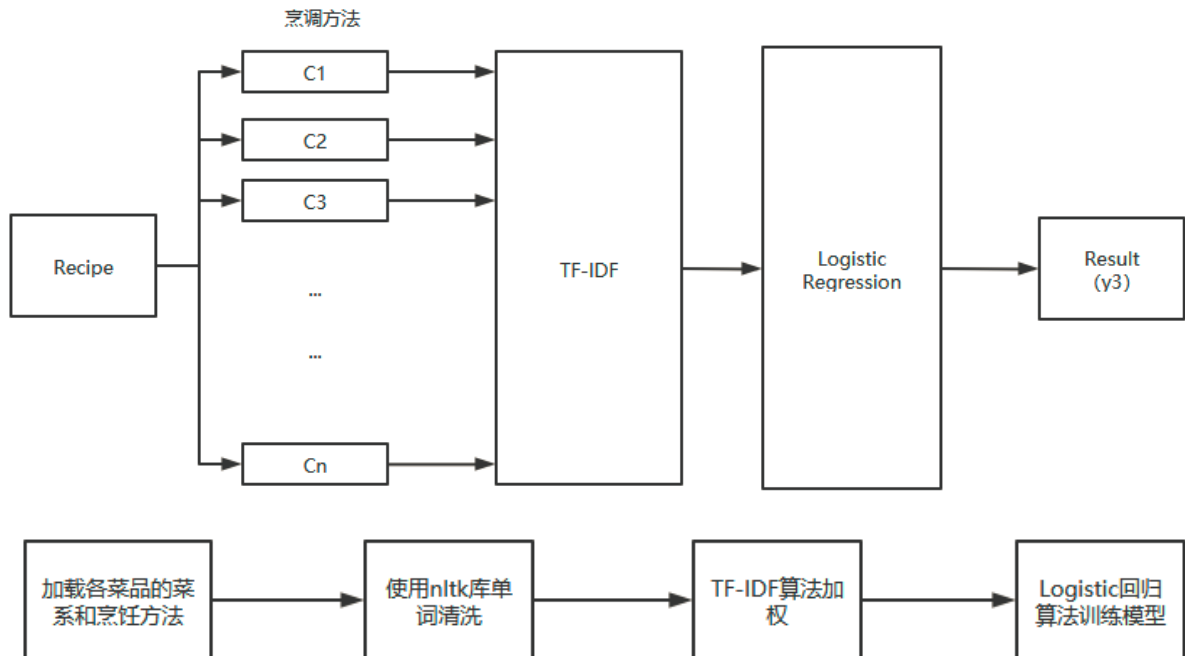 烹调方法
C1
C2
C3
...
...
Cn
Recipe
TF-IDF
Logistic
Regression
Result
(y3)
加载各菜品的菜
系和烹饪方法
使用nltk库单
词清洗
TF-IDF算法加
权
Logistic回归
算法训练模型